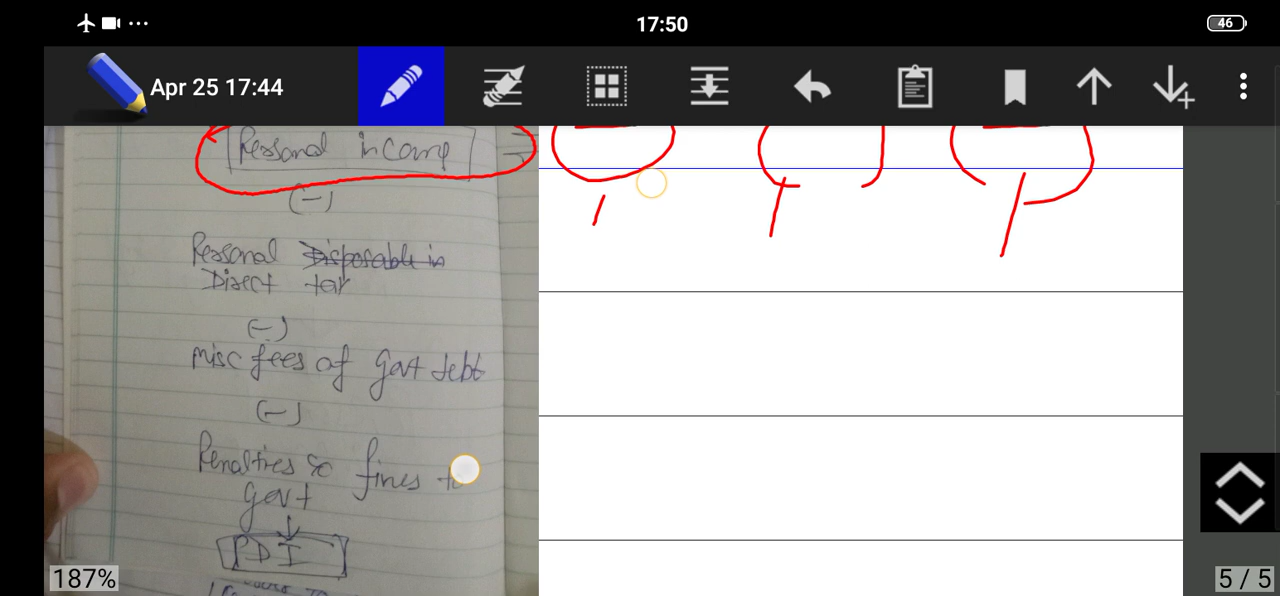 17:50
46
Apr 25 17:44
Personal income =
(-)
Personal Disposable in
Direct tax
(-)
misc fees of govt debt
(-)
Penalties & fines to
govt
PDI
187%
5 / 5